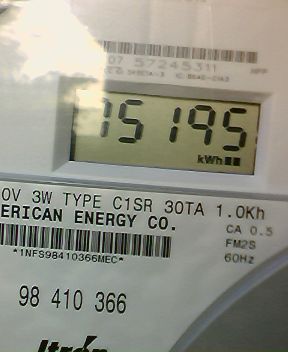 07 57245311
15195
kWh
0V 3W TYPE C1SR 30TA 1.0Kh
ERICAN ENERGY CO.
CA 0.5
FM2S
*1NFS98410366MEC*
60Hz
98 410 366
Itrón